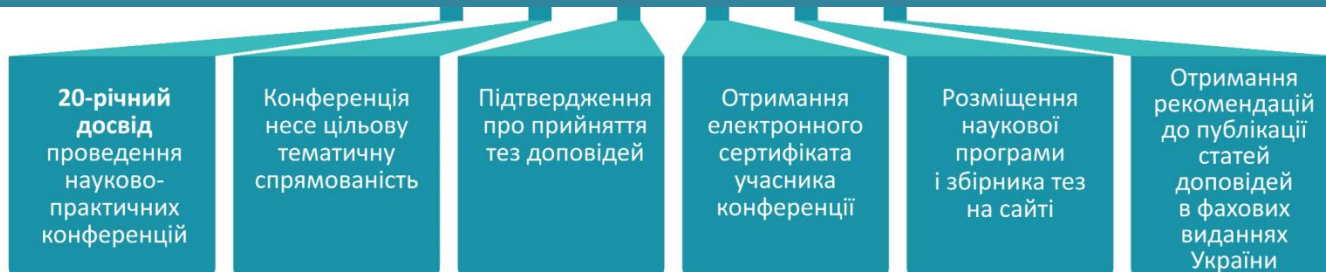 20-річний
досвід
проведення
науково-
практичних
конференцій
Конференція
несе цільову
тематичну
спрямованість
Підтвердження
про прийняття
тез доповідей
Отримання
електронного
сертифіката
учасника
конференції
Розміщення
наукової
програми
і збірника тез
на сайті
Отримання
рекомендацій
до публікації
статей
доповідей
в фахових
виданнях
України